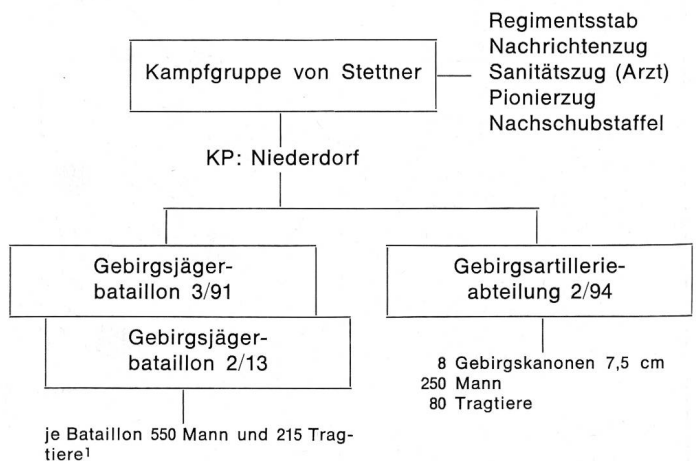 Regimentsstab
Nachrichtenzug
Kampfgruppe von Stettner
Sanitätszug (Arzt)
Pionierzug
Nachschubstaffel
KP: Niederdorf
Gebirgsjäger-
bataillon 3/91
Gebirgsartillerie-
abteilung 2/94
Gebirgsjäger-
bataillon 2/13
8 Gebirgskanonen 7,5 cm
250 Mann
80 Tragtiere
je Bataillon 550 Mann und 215 Trag-
tiere¹